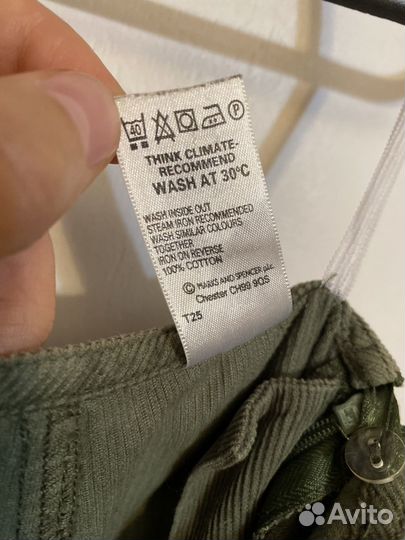 40 P
THINK CLIMATE-
RECOMMEND
WASH AT 30°C
WASH INSIDE OUT
STEAM IRON RECOMMENDED
WASH SIMILAR COLOURS
TOGETHER
IRON ON REVERSE
100% COTTON
© MARKS AND SPENCER plc
Chester CH99 9QS
T25
Avito